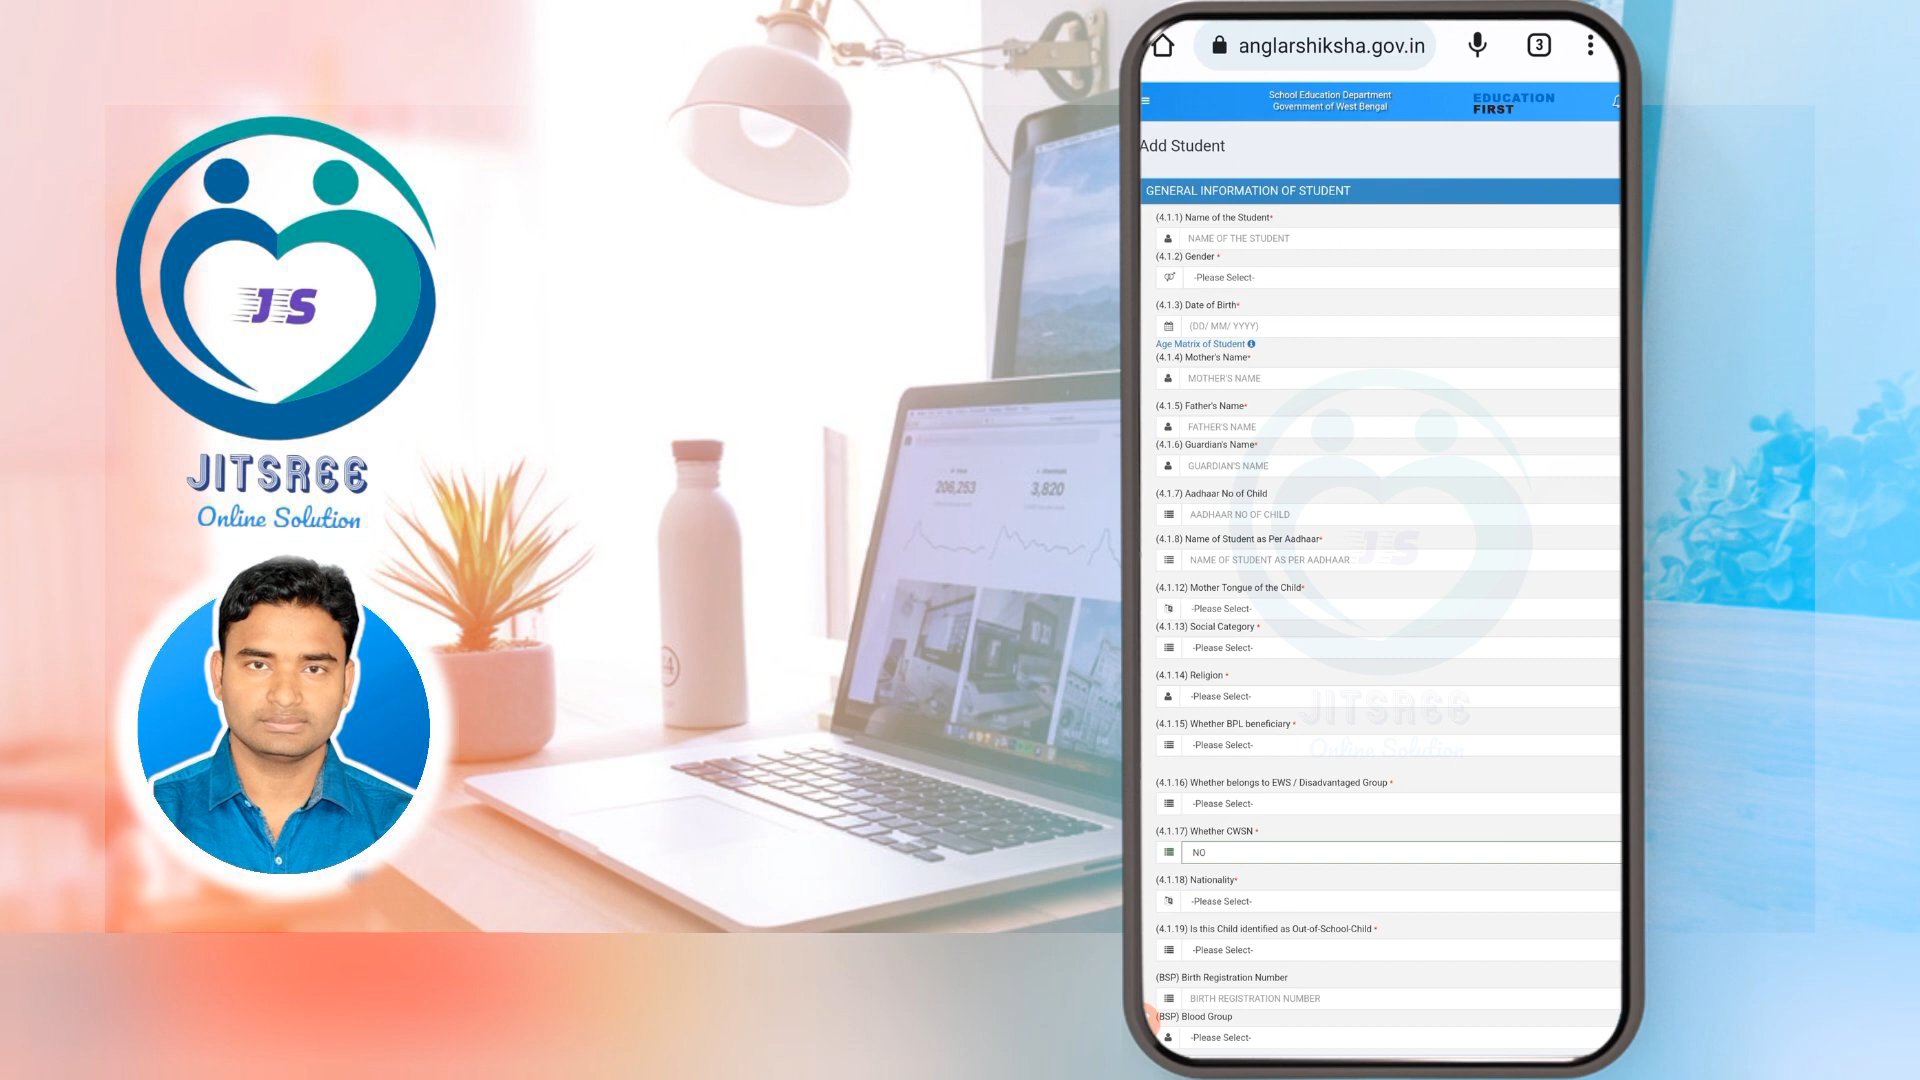 JS
JITSREE
Online Solution
206,253
3,820
anglarshiksha.gov.in
3
School Education Department
Government of West Bengal
EDUCATION
FIRST
Add Student
GENERAL INFORMATION OF STUDENT
(4.1.1) Name of the Student*
NAME OF THE STUDENT
(4.1.2) Gender *
-Please Select-
(4.1.3) Date of Birth*
(DD/ MM/ YYYY)
Age Matrix of Student
(4.1.4) Mother's Name*
MOTHER'S NAME
(4.1.5) Father's Name*
FATHER'S NAME
(4.1.6) Guardian's Name*
GUARDIAN'S NAME
(4.1.7) Aadhaar No of Child
AADHAAR NO OF CHILD
(4.1.8) Name of Student as Per Aadhaar*
NAME OF STUDENT AS PER AADHAAR
JS
(4.1.12) Mother Tongue of the Child*
-Please Select-
(4.1.13) Social Category *
-Please Select-
(4.1.14) Religion *
-Please Select-
JITSREE
(4.1.15) Whether BPL beneficiary *
-Please Select-
Online Solution
(4.1.16) Whether belongs to EWS / Disadvantaged Group *
-Please Select-
(4.1.17) Whether CWSN *
NO
(4.1.18) Nationality*
-Please Select-
(4.1.19) Is this Child identified as Out-of-School-Child *
-Please Select-
(BSP) Birth Registration Number
BIRTH REGISTRATION NUMBER
(BSP) Blood Group
-Please Select-